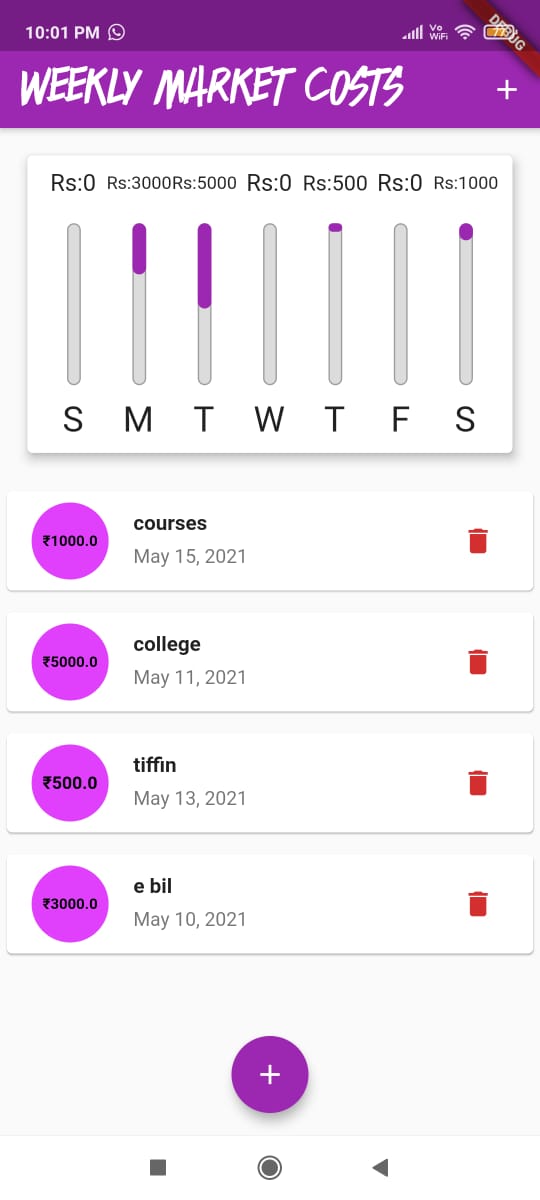 10:01 PM
Vo
WiFi
77
DEBUG
WEEKLY MARKET COSTS
Rs:0 Rs:3000 Rs:5000 Rs:0 Rs:500 Rs:0 Rs:1000
S M T W T F S
courses
₹1000.0
May 15, 2021
college
₹5000.0
May 11, 2021
tiffin
₹500.0
May 13, 2021
e bil
₹3000.0
May 10, 2021